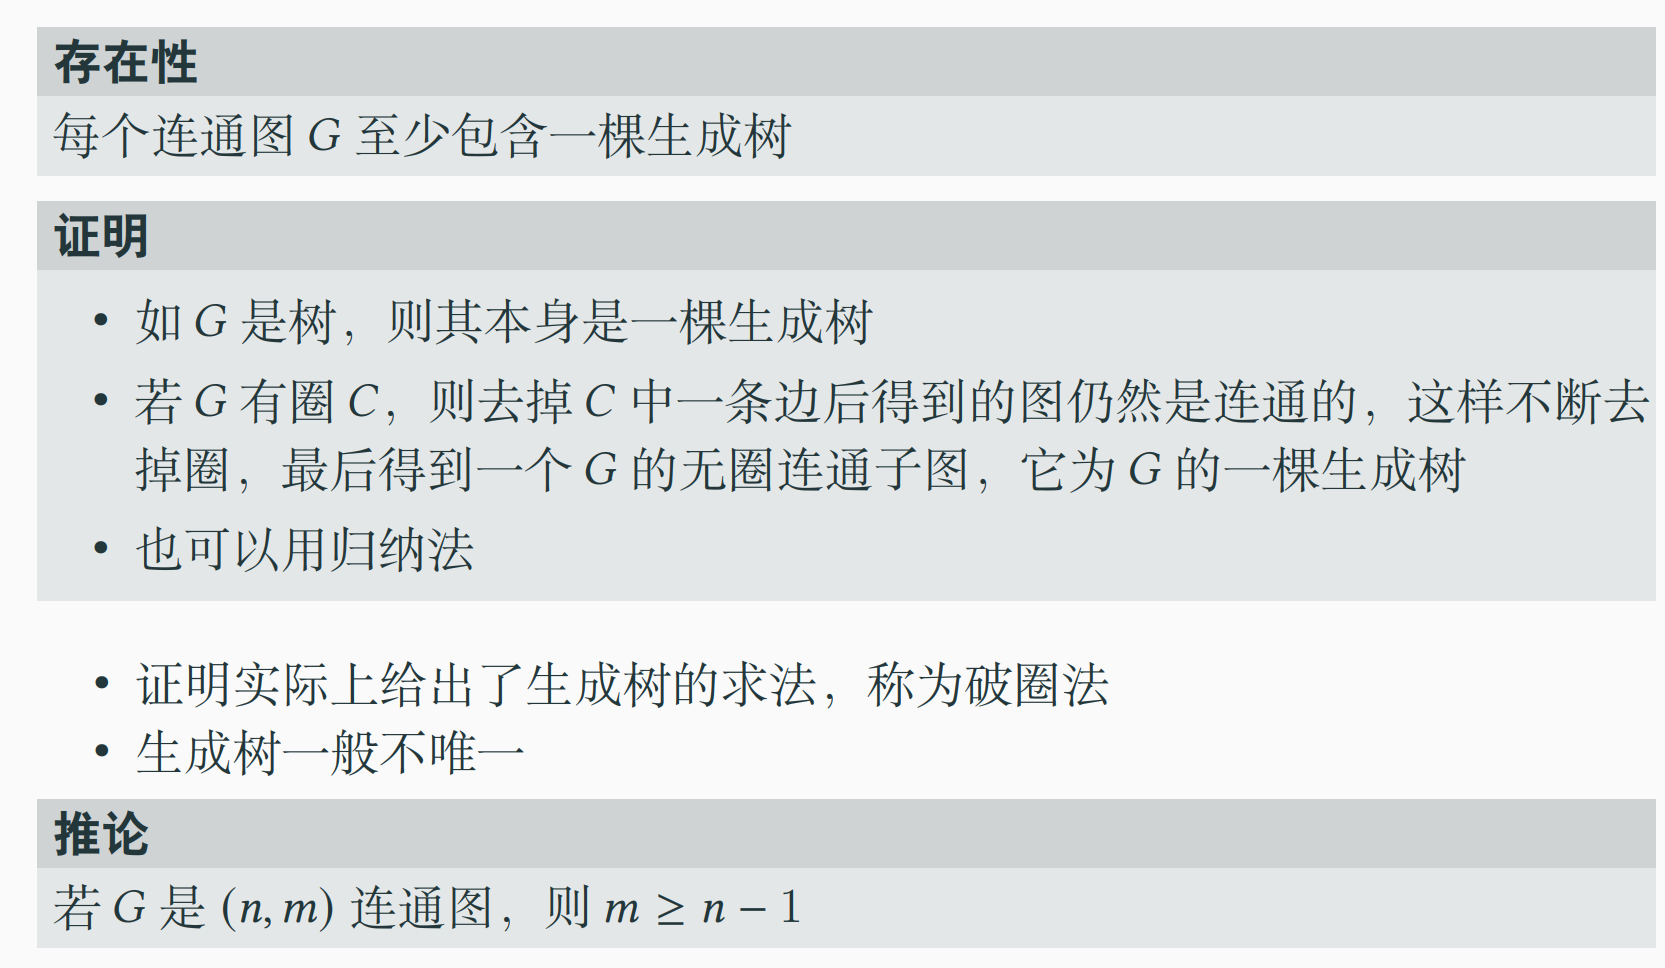 存在性
每个连通图 G 至少包含一棵生成树
证明
• 如 G 是树，则其本身是一棵生成树
• 若 G 有圈 C，则去掉 C 中一条边后得到的图仍然是连通的，这样不断去
掉圈，最后得到一个 G 的无圈连通子图，它为 G 的一棵生成树
• 也可以用归纳法
• 证明实际上给出了生成树的求法，称为破圈法
• 生成树一般不唯一
推论
若 G 是 (n, m) 连通图，则 m ≥ n − 1